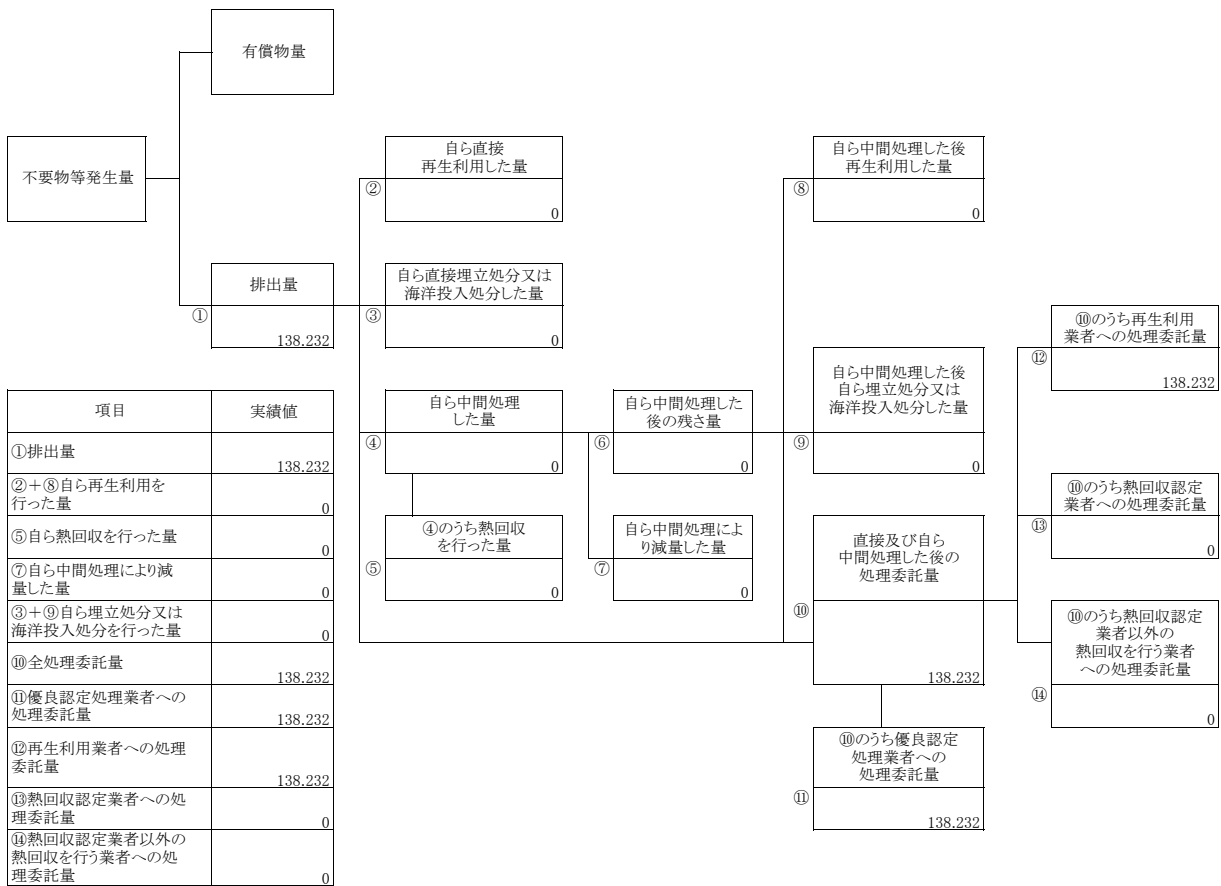 有償物量
不要物等発生量
排出量
①
138.232
自ら直接
再生利用した量
②
0
自ら直接埋立処分又は
海洋投入処分した量
③
0
自ら中間処理
した量
④
0
④のうち熱回収
を行った量
⑤
0
自ら中間処理した
後の残さ量
⑥
0
自ら中間処理によ
り減量した量
⑦
0
自ら中間処理した後
再生利用した量
⑧
0
自ら中間処理した後
自ら埋立処分又は
海洋投入処分した量
⑨
0
直接及び自ら
中間処理した後の
処理委託量
⑩
138.232
⑩のうち優良認定
処理業者への
処理委託量
⑪
138.232
⑩のうち再生利用
業者への処理委託量
⑫
138.232
⑩のうち熱回収認定
業者への処理委託量
⑬
0
⑩のうち熱回収認定
業者以外の
熱回収を行う業者
への処理委託量
⑭
0
項目 実績値
①排出量
138.232
②＋⑧自ら再生利用を
行った量
0
⑤自ら熱回収を行った量
0
⑦自ら中間処理により減
量した量
0
③＋⑨自ら埋立処分又は
海洋投入処分を行った量
0
⑩全処理委託量
138.232
⑪優良認定処理業者への
処理委託量
138.232
⑫再生利用業者への処理
委託量
138.232
⑬熱回収認定業者への処
理委託量
0
⑭熱回収認定業者以外の
熱回収を行う業者への処
理委託量
0